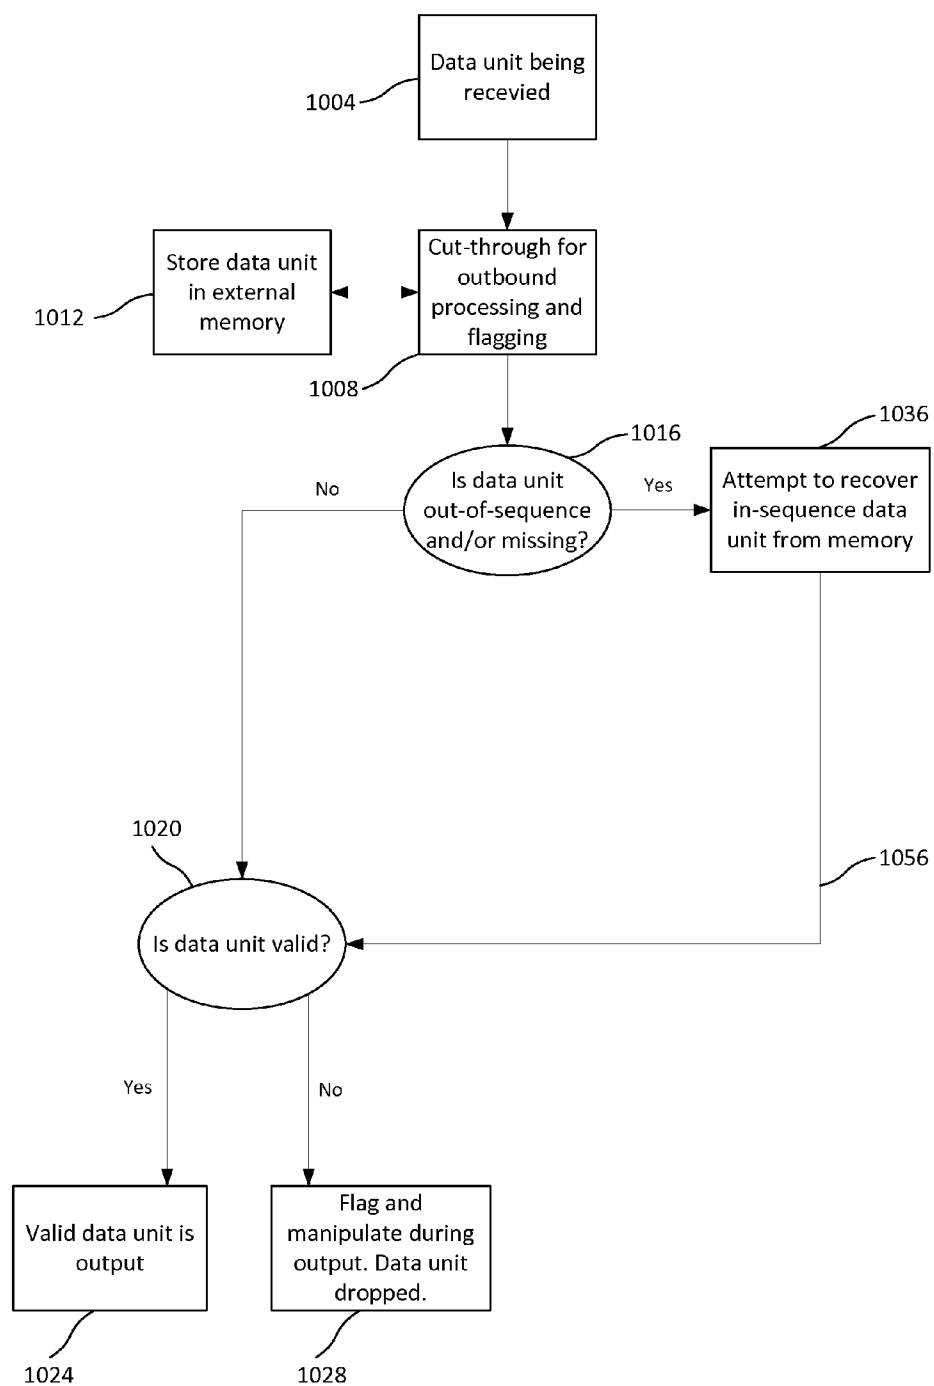 Data unit being
recevied
1004
Cut-through for
outbound
processing and
flagging
Store data unit
in external
memory
1012
1008
1016
1036
Is data unit
out-of-sequence
and/or missing?
No
Yes
Attempt to recover
in-sequence data
unit from memory
1020
1056
Is data unit valid?
Yes
No
Valid data unit is
output
Flag and
manipulate during
output. Data unit
dropped.
1024
1028